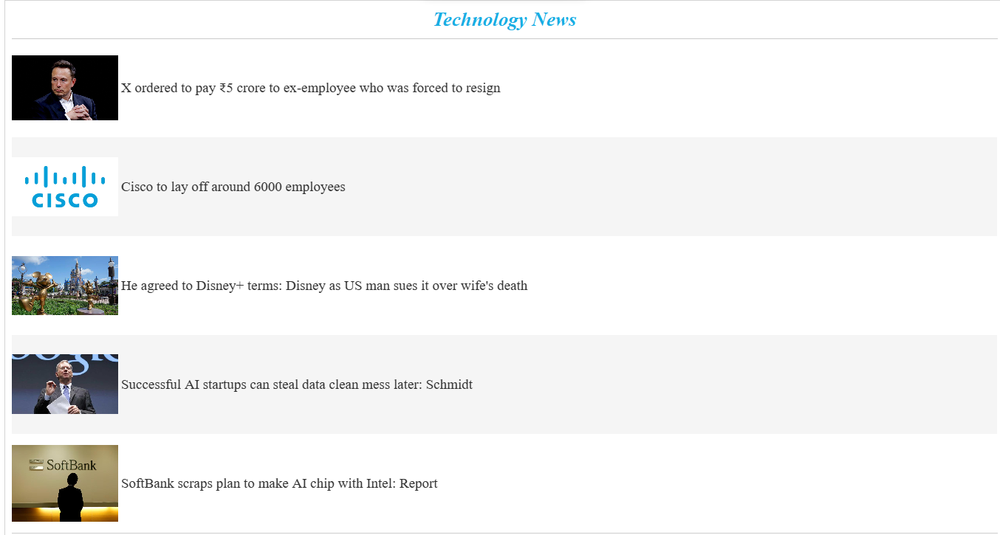 Technology News
X ordered to pay ₹5 crore to ex-employee who was forced to resign
CISCO
Cisco to lay off around 6000 employees
He agreed to Disney+ terms: Disney as US man sues it over wife's death
Successful AI startups can steal data clean mess later: Schmidt
SoftBank
SoftBank scraps plan to make AI chip with Intel: Report